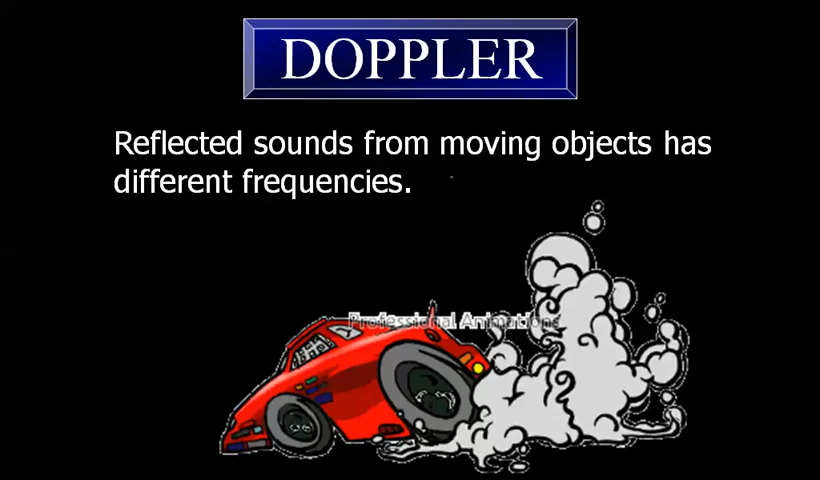 DOPPLER
Reflected sounds from moving objects has
different frequencies.
Professional Animations